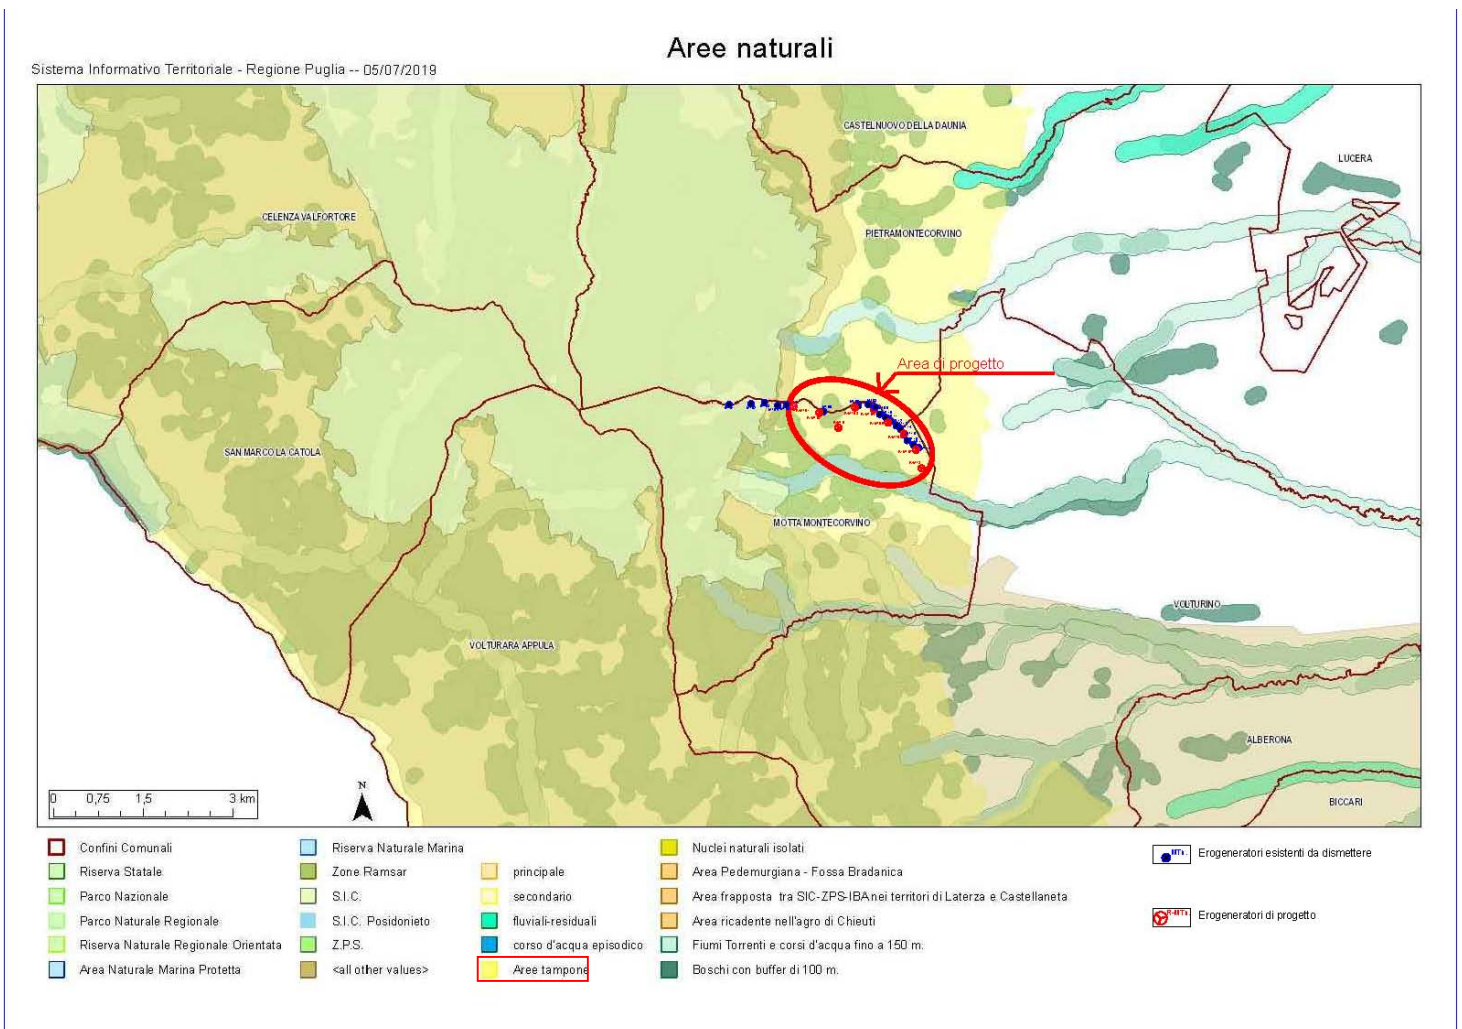 Aree naturali
Sistema Informativo Territoriale - Regione Puglia -- 05/07/2019
CASTELNUOVO DELLA DAUNIA
LUCERA
CELENZA VALFORTORE
PIETRAMONTECORVINO
Area di progetto
SAN MARCO LA CATOLA
MOTTA MONTECORVINO
VOLTURINO
VOLTURARA APPULA
ALBERONA
BICCARI
0 0,75 1,5 3 km
N
Confini Comunali
Riserva Statale
Parco Nazionale
Parco Naturale Regionale
Riserva Naturale Regionale Orientata
Area Naturale Marina Protetta
Riserva Naturale Marina
Zone Ramsar
S.I.C.
S.I.C. Posidonieto
Z.P.S.
<all other values>
principale
secondario
fluviali-residuali
corso d'acqua episodico
Aree tampone
Nuclei naturali isolati
Area Pedemurgiana - Fossa Bradanica
Area frapposta tra SIC-ZPS-IBA nei territori di Laterza e Castellaneta
Area ricadente nell'agro di Chieuti
Fiumi Torrenti e corsi d'acqua fino a 150 m.
Boschi con buffer di 100 m.
MTn. Erogeneratori esistenti da dismettere
R-MTn. Erogeneratori di progetto